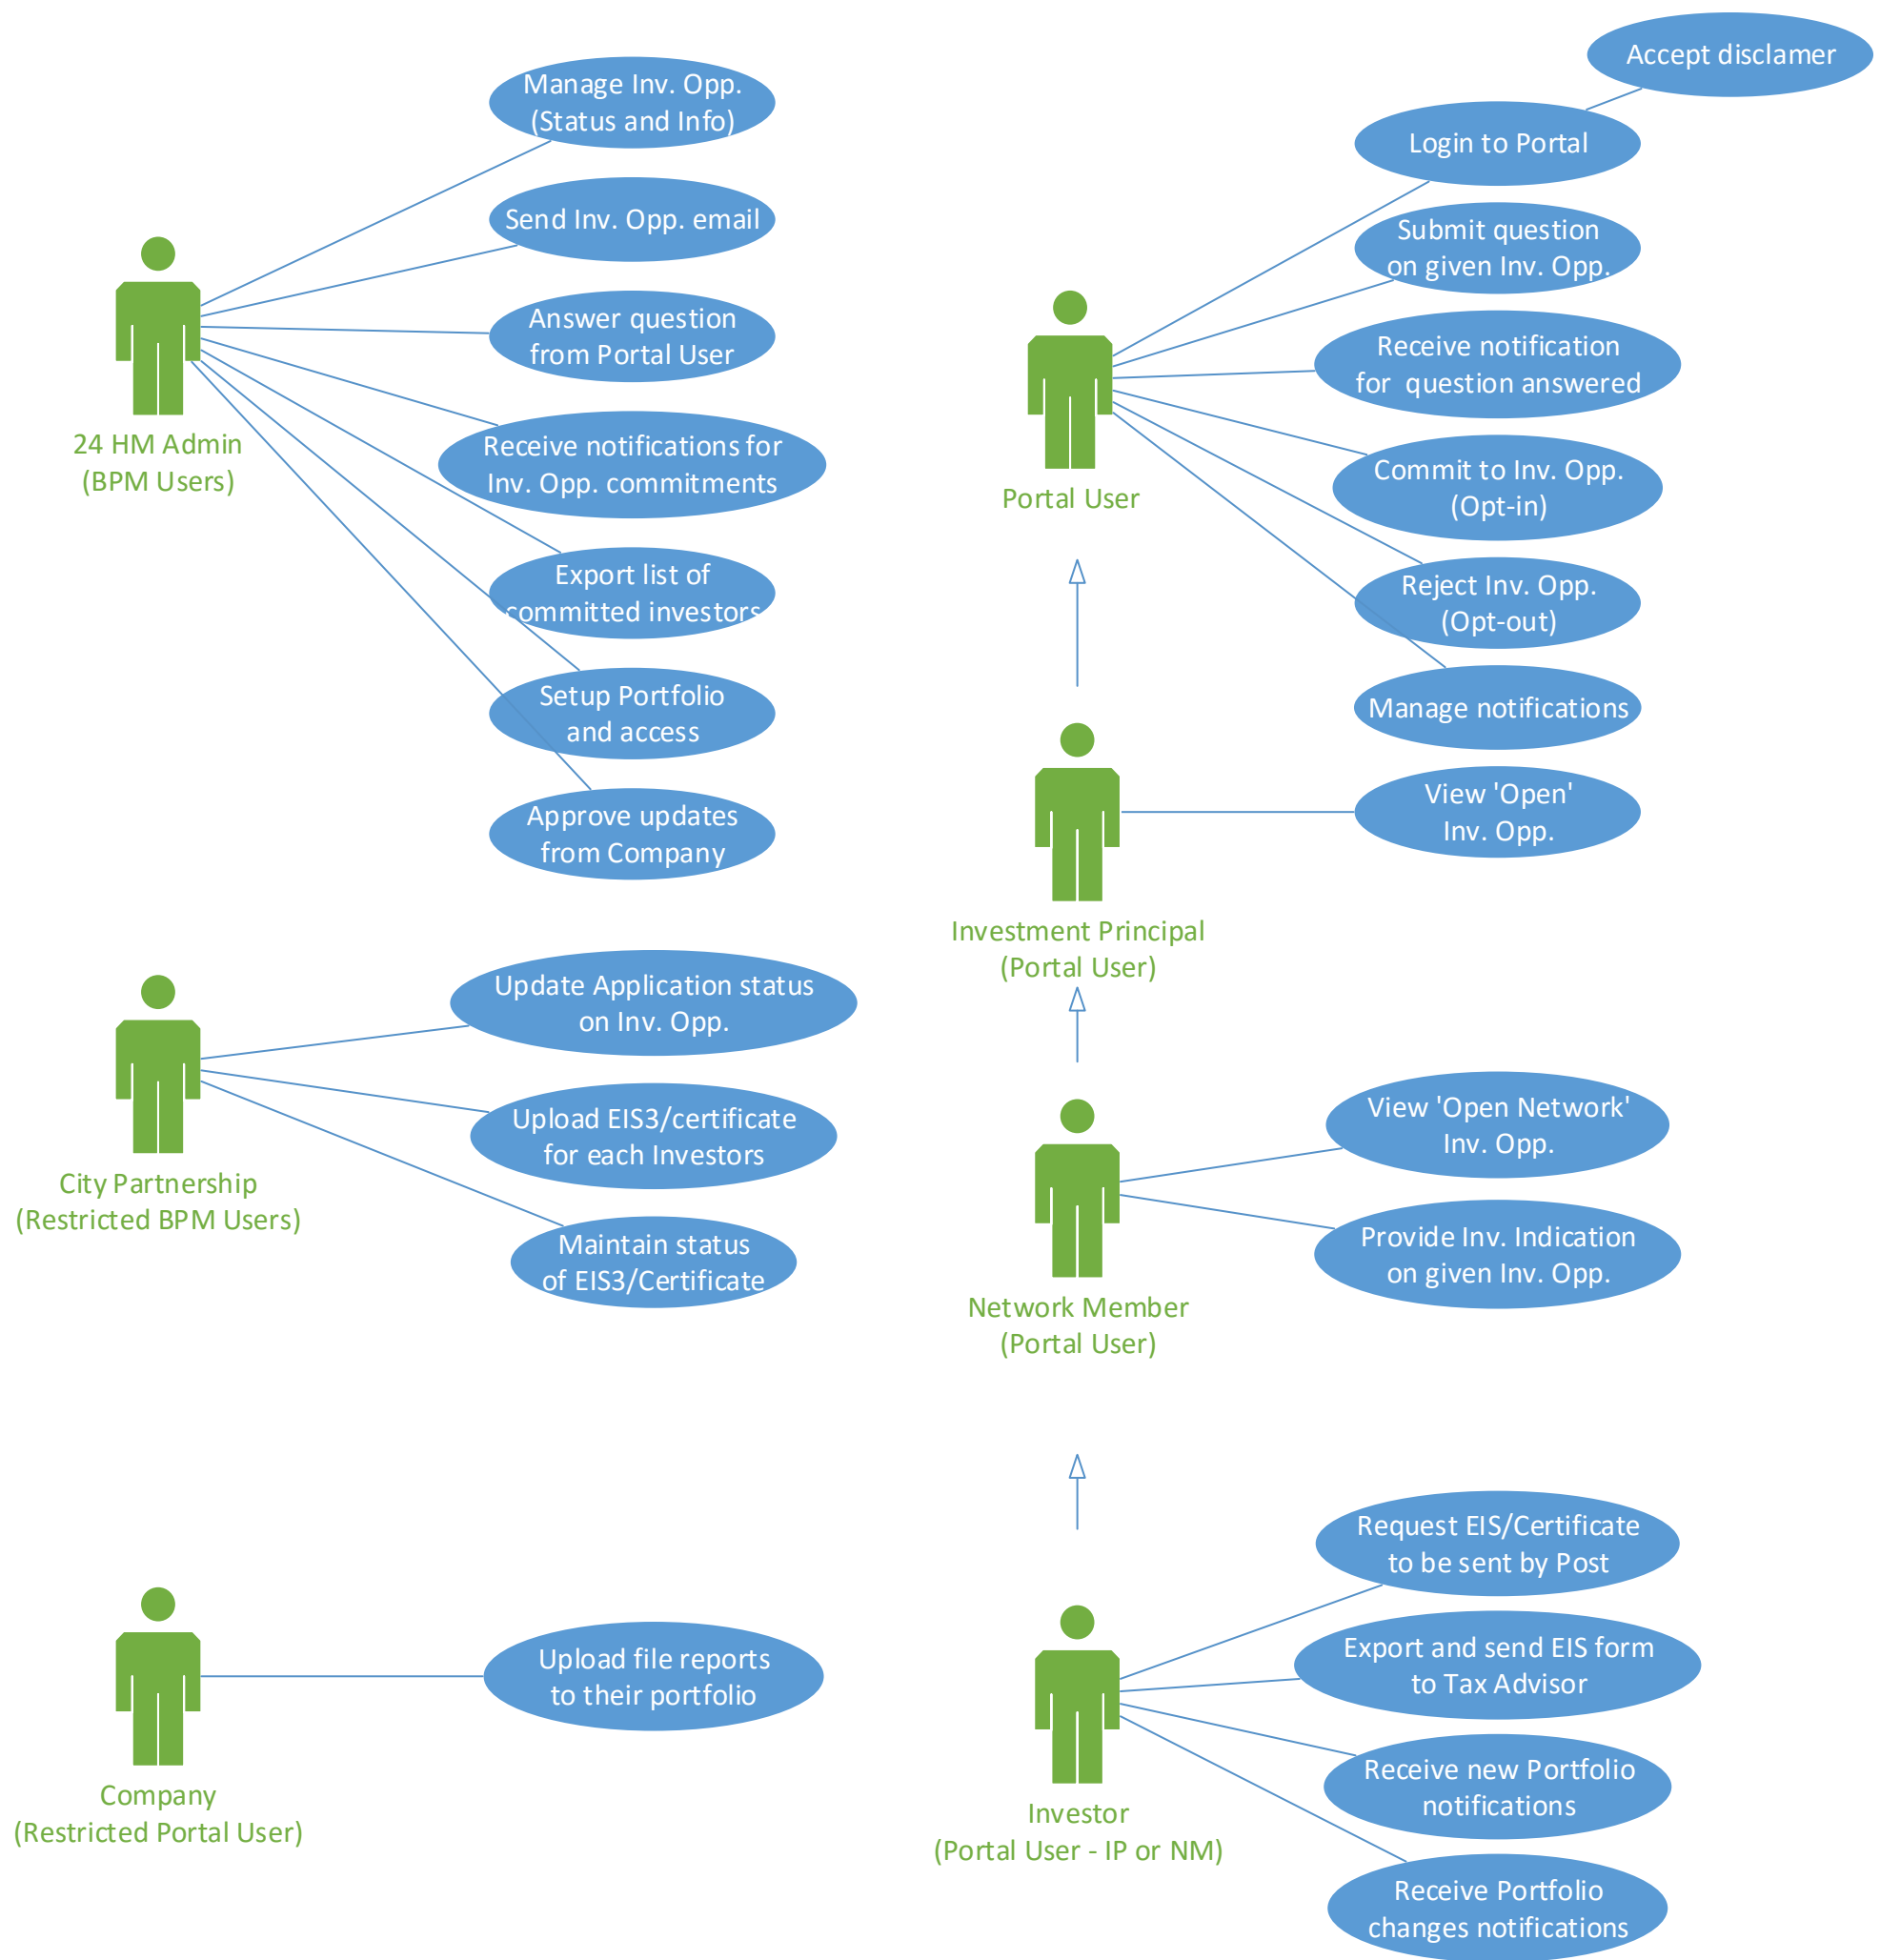 Manage Inv. Opp.
(Status and Info)
Send Inv. Opp. email
Answer question
from Portal User
24 HM Admin
(BPM Users)
Receive notifications for
Inv. Opp. commitments
Export list of
committed investors
Setup Portfolio
and access
Approve updates
from Company
Update Application status
on Inv. Opp.
Upload EIS3/certificate
for each Investors
City Partnership
(Restricted BPM Users)
Maintain status
of EIS3/Certificate
Upload file reports
to their portfolio
Company
(Restricted Portal User)
Accept disclamer
Login to Portal
Submit question
on given Inv. Opp.
Receive notification
for  question answered
Portal User
Commit to Inv. Opp.
(Opt-in)
Reject Inv. Opp.
(Opt-out)
Manage notifications
View 'Open'
Inv. Opp.
Investment Principal
(Portal User)
View 'Open Network'
Inv. Opp.
Provide Inv. Indication
on given Inv. Opp.
Network Member
(Portal User)
Request EIS/Certificate
to be sent by Post
Export and send EIS form
to Tax Advisor
Receive new Portfolio
notifications
Investor
(Portal User - IP or NM)
Receive Portfolio
changes notifications